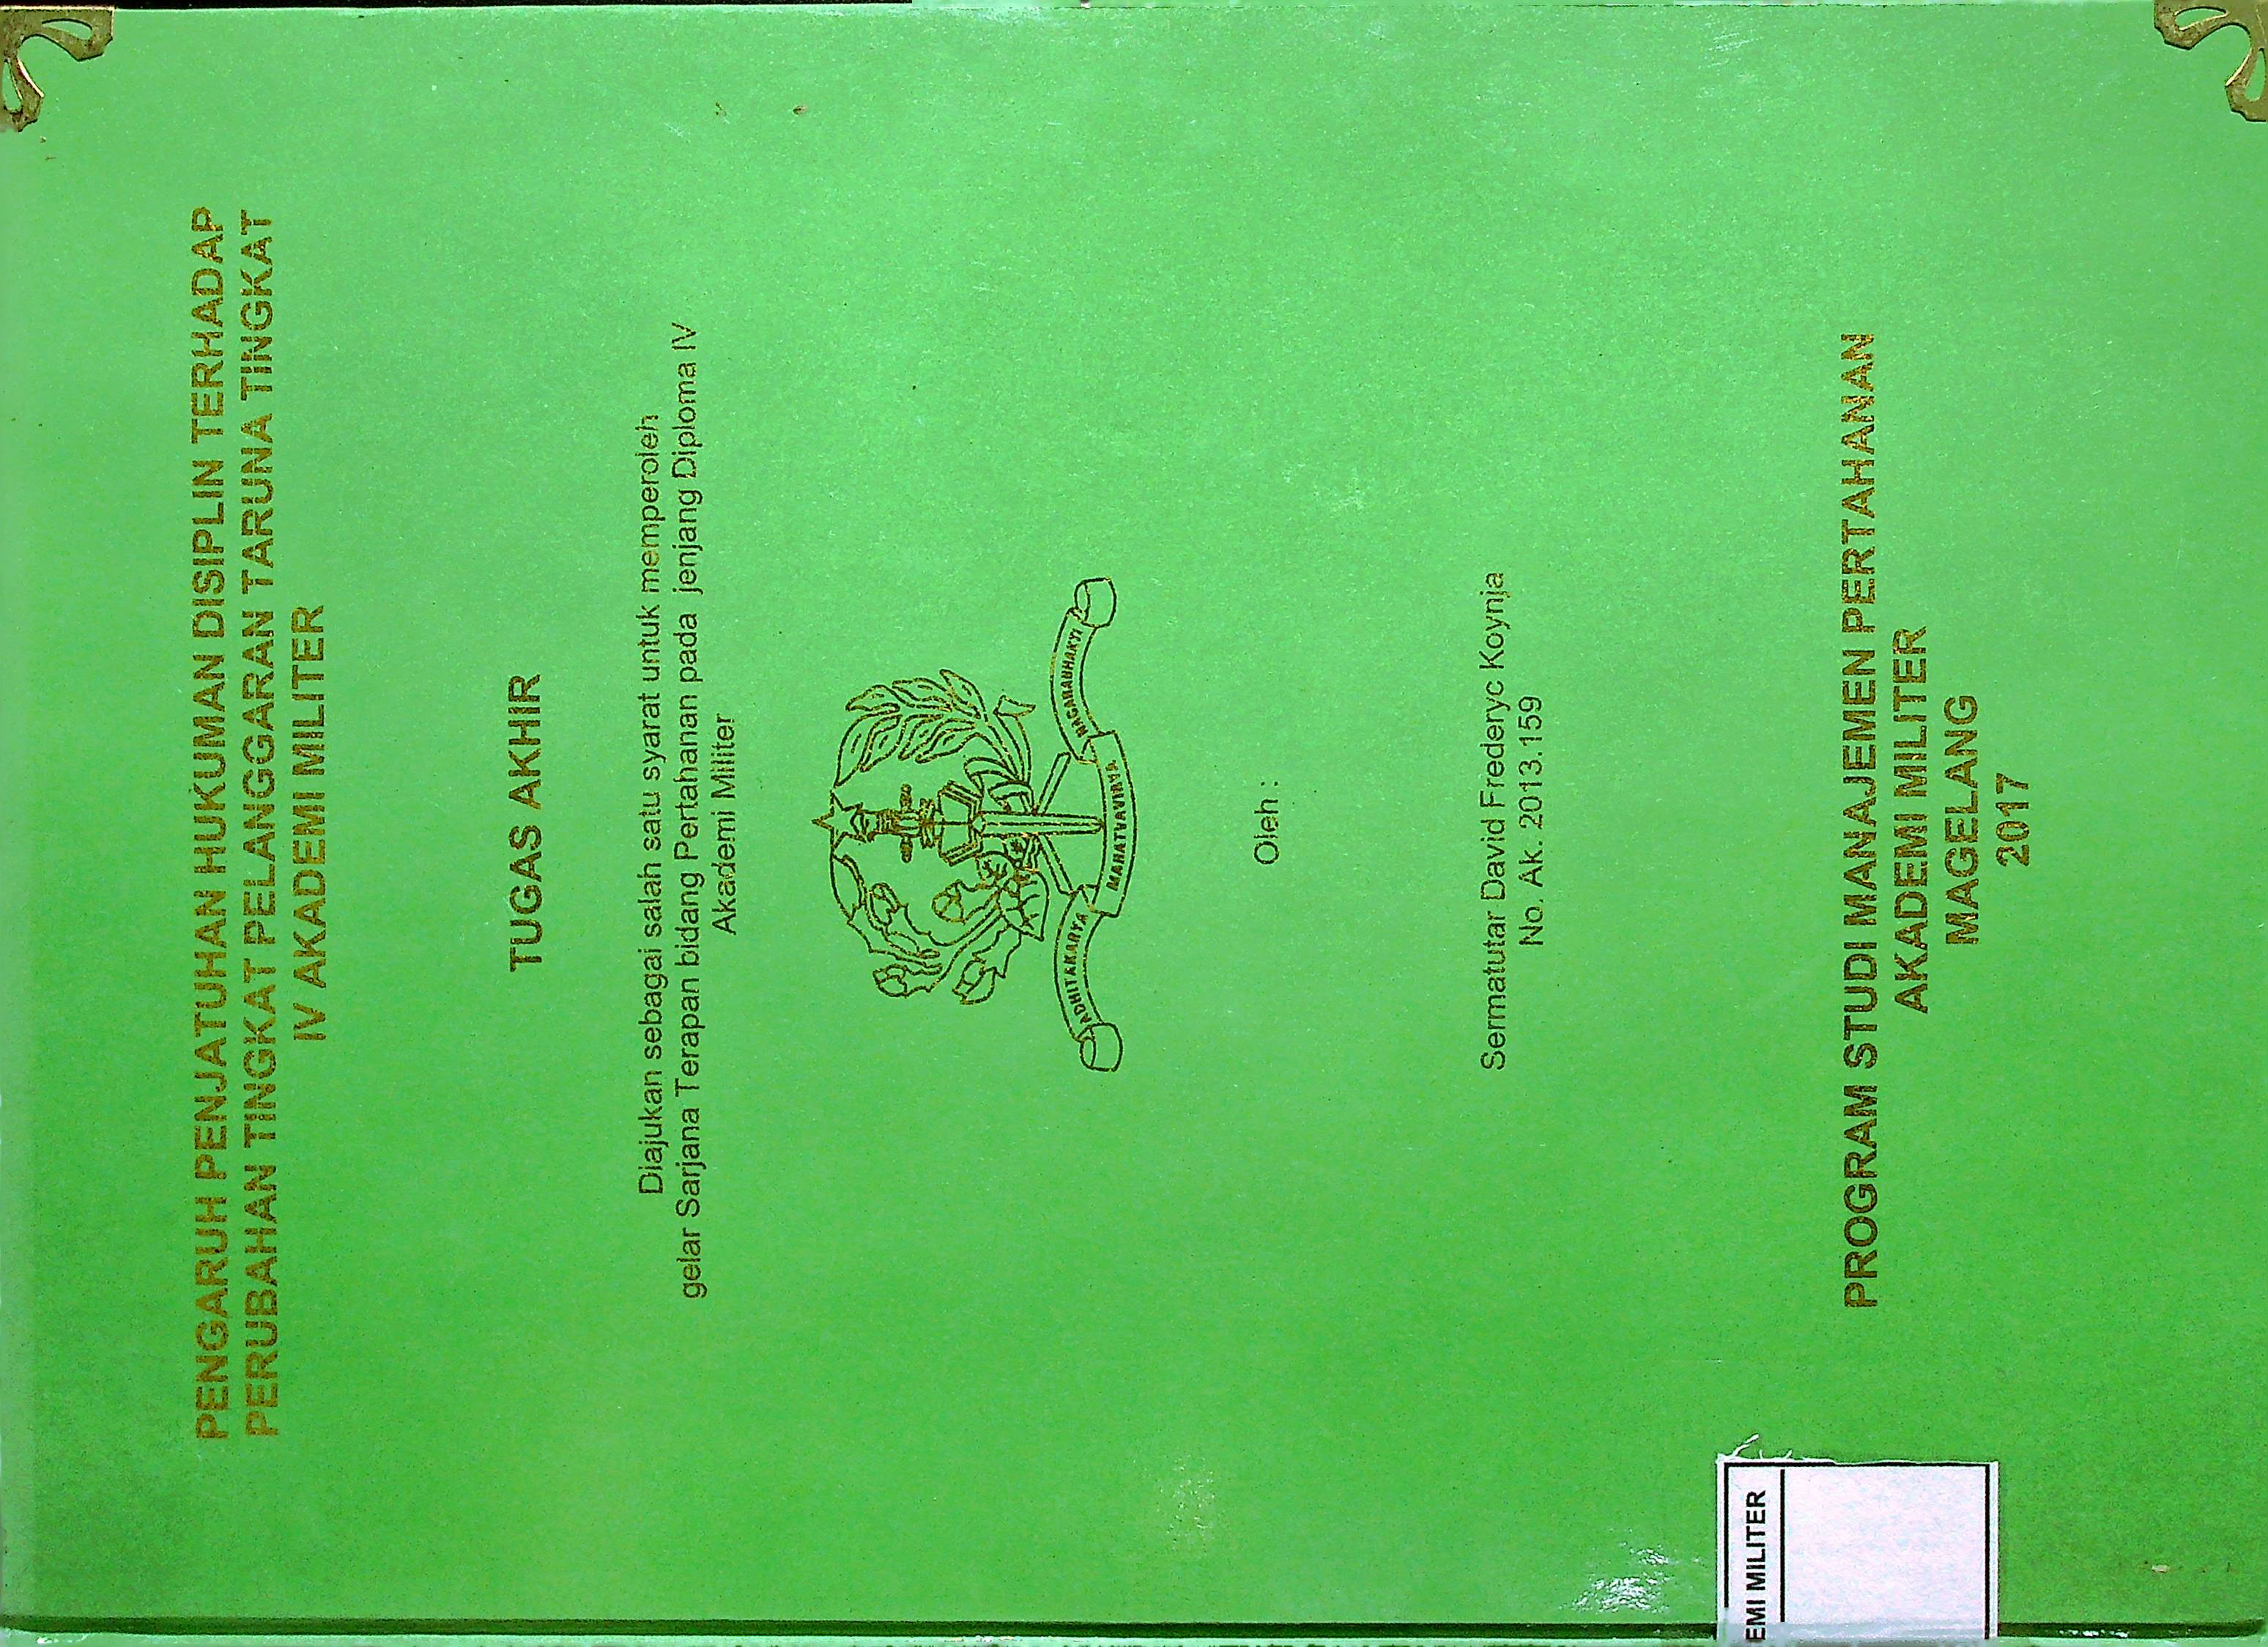 PENGARUH PENJATUHAN HUKUMAN DISIPLIN TERHADAP
PERUBAHAN TINGKAT PELANGGARAN TARUNA TINGKAT
IV AKADEMI MILITER
TUGAS AKHIR
Diajukan sebagai salah satu syarat untuk memperoleh
gelar Sarjana Terapan bidang Pertahanan pada jenjang Diploma IV
Akademi Militer
ADHITAKARYA MAHATVAVIRYA NAGARABHAKTI
Oleh :
Sermatutar David Frederyc Koynja
No. Ak. 2013.159
PROGRAM STUDI MANAJEMEN PERTAHANAN
AKADEMI MILITER
MAGELANG
2017
EMI MILITER